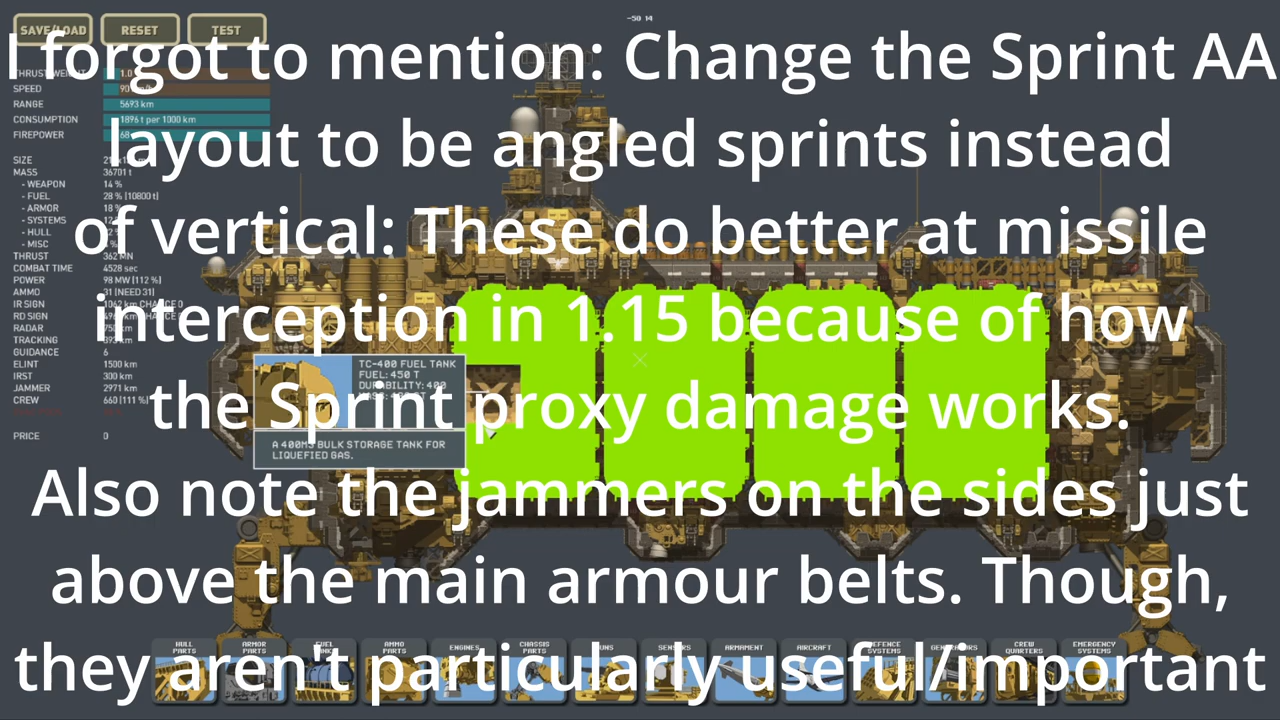 -50 14
SAVE/LOAD RESET TEST
I forgot to mention: Change the Sprint AA
layout to be angled sprints instead
of vertical: These do better at missile
interception in 1.15 because of how
the Sprint proxy damage works.
Also note the jammers on the sides just
above the main armour belts. Though,
they aren't particularly useful/important
SPEED
RANGE 5693 km
CONSUMPTION 1896 t per 1000 km
FIREPOWER
SIZE
MASS 36701 t
- WEAPON 14 %
- FUEL 28 % [10800 t]
- ARMOR 18 %
- SYSTEMS
- HULL
- MISC
THRUST 362 MN
COMBAT TIME 4528 sec
POWER 98 MW [112 %]
AMMO 31 [NEED 31]
IR SIGN
RD SIGN
RADAR
TRACKING
GUIDANCE 6
ELINT 1500 km
IRST 300 km
JAMMER 2971 km
CREW 660 [111 %]
PRICE 0
TC-400 FUEL TANK
FUEL: 450 T
DURABILITY: 400
A 400M3 BULK STORAGE TANK FOR
LIQUEFIED GAS.
HULL PARTS
ARMOR PARTS
FUEL
AMMO PARTS
ENGINES
CHASSIS PARTS
GUNS
SENSORS
ARMAMENT
AIRCRAFT
DEFENCE SYSTEMS
GENERATORS
CREW QUARTERS
EMERGENCY SYSTEMS